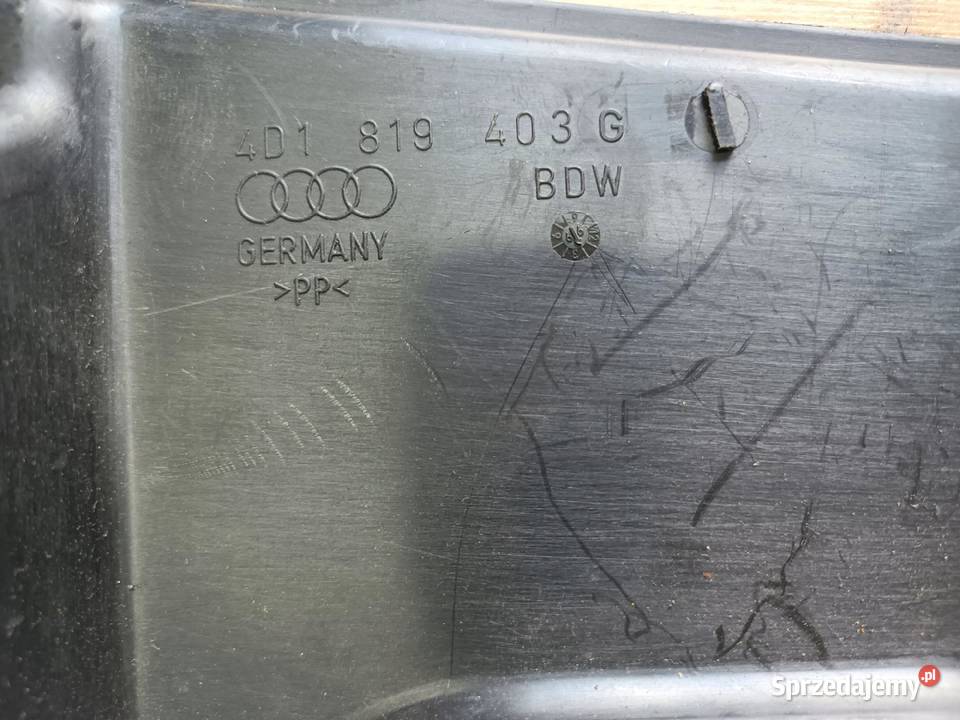 4D1 819 403 G
BDW
GERMANY
>PP<
Sprzedajemy.pl